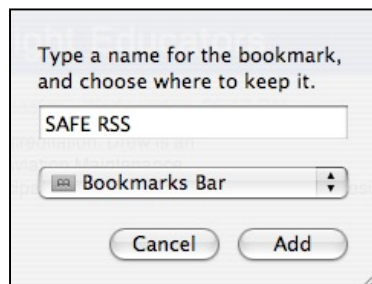 Type a name for the bookmark,
and choose where to keep it.
SAFE RSS
Bookmarks Bar
Cancel Add